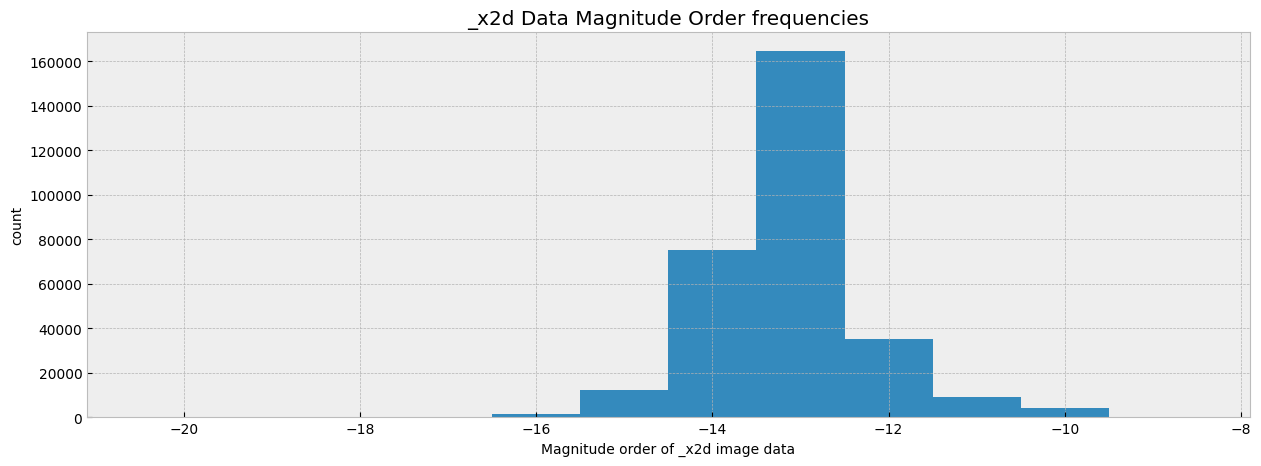 _x2d Data Magnitude Order frequencies
160000
140000
120000
100000
80000
60000
40000
20000
0
count
−20 −18 −16 −14 −12 −10 −8
Magnitude order of _x2d image data